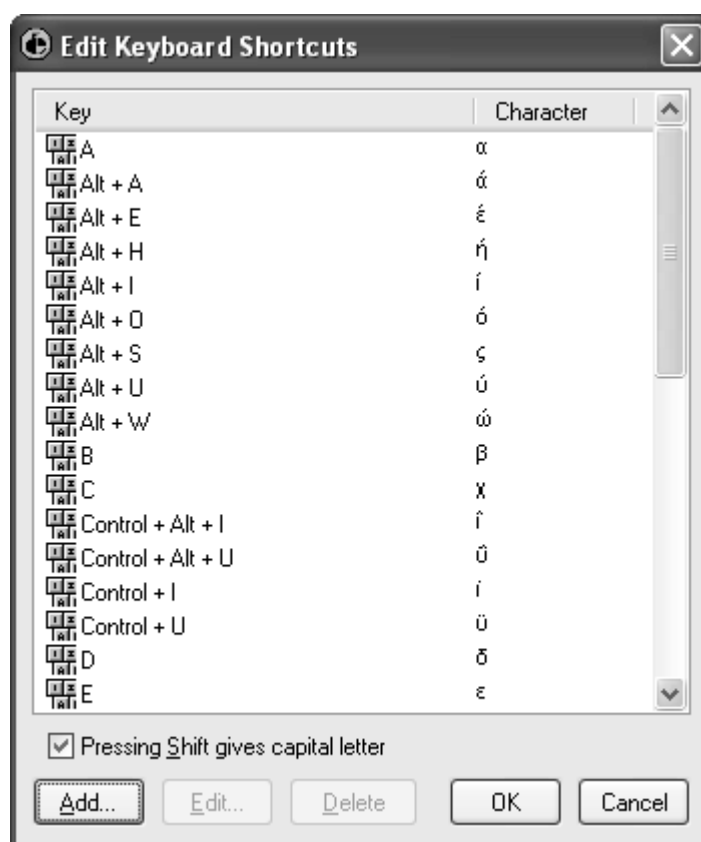 Edit Keyboard Shortcuts
Key Character
A α
Alt + A ά
Alt + E έ
Alt + H ή
Alt + I ί
Alt + O ό
Alt + S ς
Alt + U ύ
Alt + W ώ
B β
C χ
Control + Alt + I
Control + Alt + U
Control + I
Control + U ϋ
D δ
E ε
Pressing Shift gives capital letter
Add... Edit... Delete OK Cancel